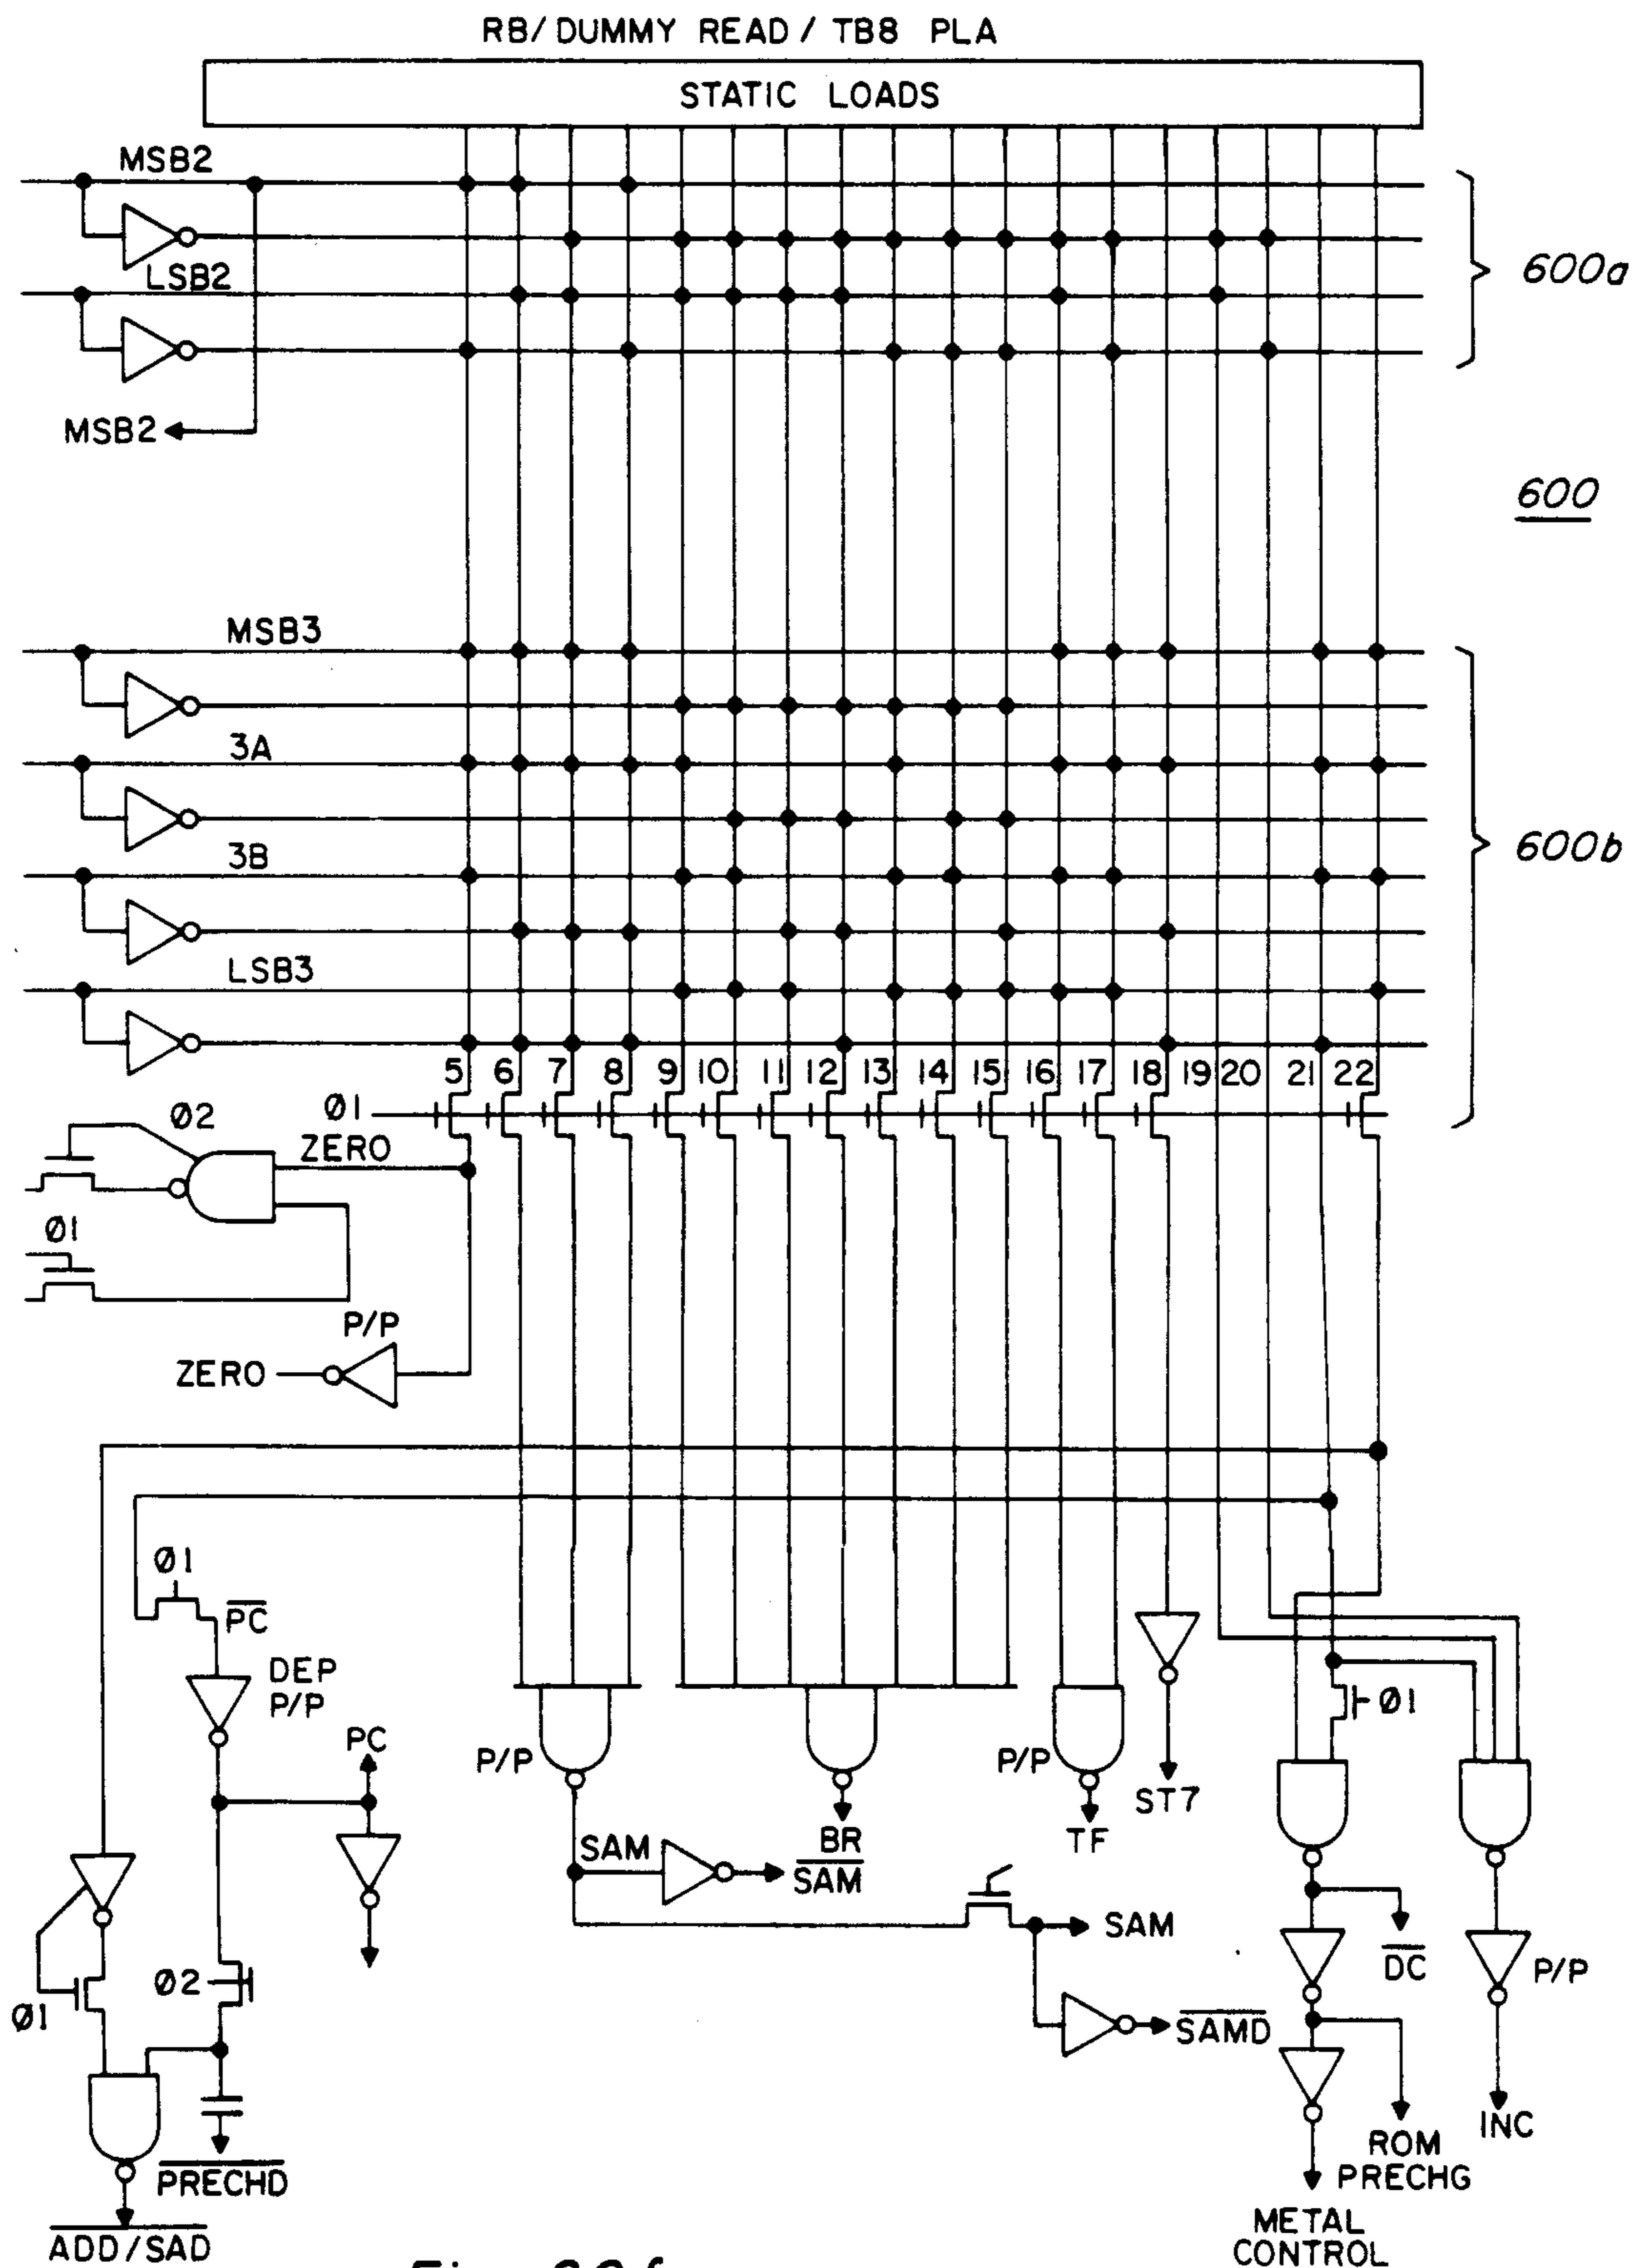 RB/DUMMY READ / TB8 PLA
STATIC LOADS
MSB2
LSB2
600a
MSB2
600
MSB3
3A
3B
600b
LSB3
5 6 7 8 9 10 11 12 13 14 15 16 17 18 19 20 21 22
Ø1
Ø2
ZERO
Ø1
P/P
ZERO
Ø1
PC
DEP
P/P
PC
P/P
P/P
Ø1
ST7
BR
TF
SAM
SAM
SAM
DC
P/P
Ø2
Ø1
SAMD
INC
ROM
PRECHG
PRECHD
METAL
CONTROL
ADD/SAD